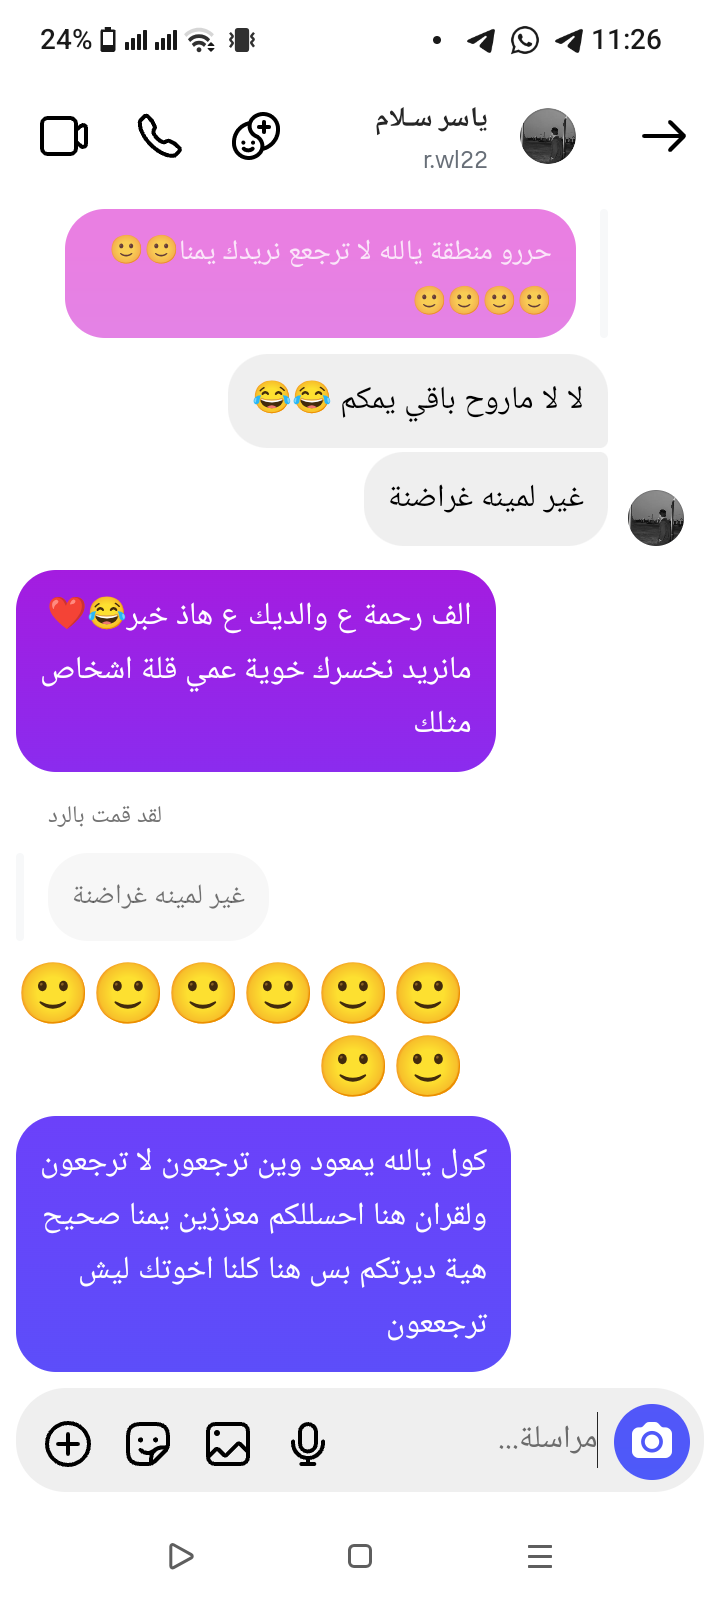 24% 11:26
ياسر سـلام
r.wl22
حررو منطقة يالله لا ترجعع نريدك يمنا🙂🙂
🙂🙂🙂🙂
لا لا ماروح باقي يمكم 😂😂
غير لمينه غراضنة
الف رحمة ع والديك ع هاذ خبر😂❤️
مانريد نخسرك خوية عمي قلة اشخاص
مثلك
لقد قمت بالرد
غير لمينه غراضنة
🙂🙂🙂🙂🙂🙂
🙂🙂
كول يالله يمعود وين ترجعون لا ترجعون
ولقران هنا احسللكم معززين يمنا صحيح
هية ديرتكم بس هنا كلنا اخوتك ليش
ترجععون
مراسلة...